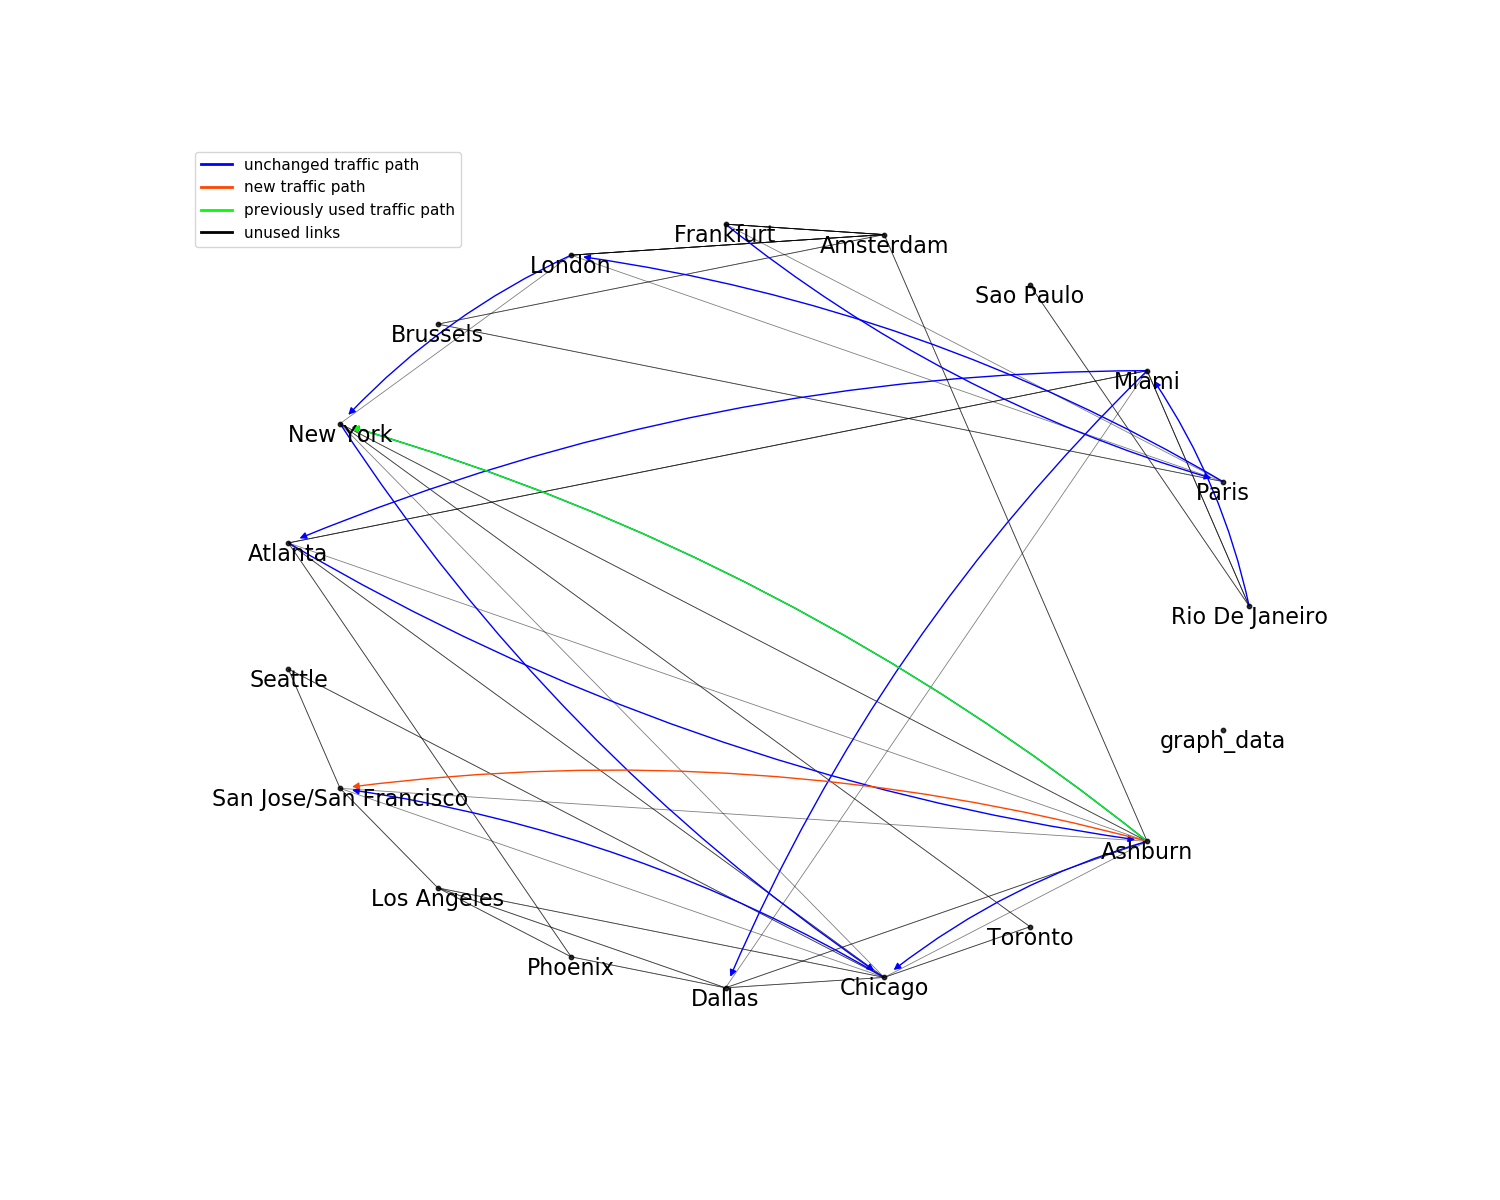 unchanged traffic path
new traffic path
previously used traffic path
unused links
Frankfurt
Amsterdam
London
Sao Paulo
Brussels
Miami
New York
Paris
Atlanta
Rio De Janeiro
Seattle
graph_data
San Jose/San Francisco
Ashburn
Los Angeles
Toronto
Phoenix
Chicago
Dallas